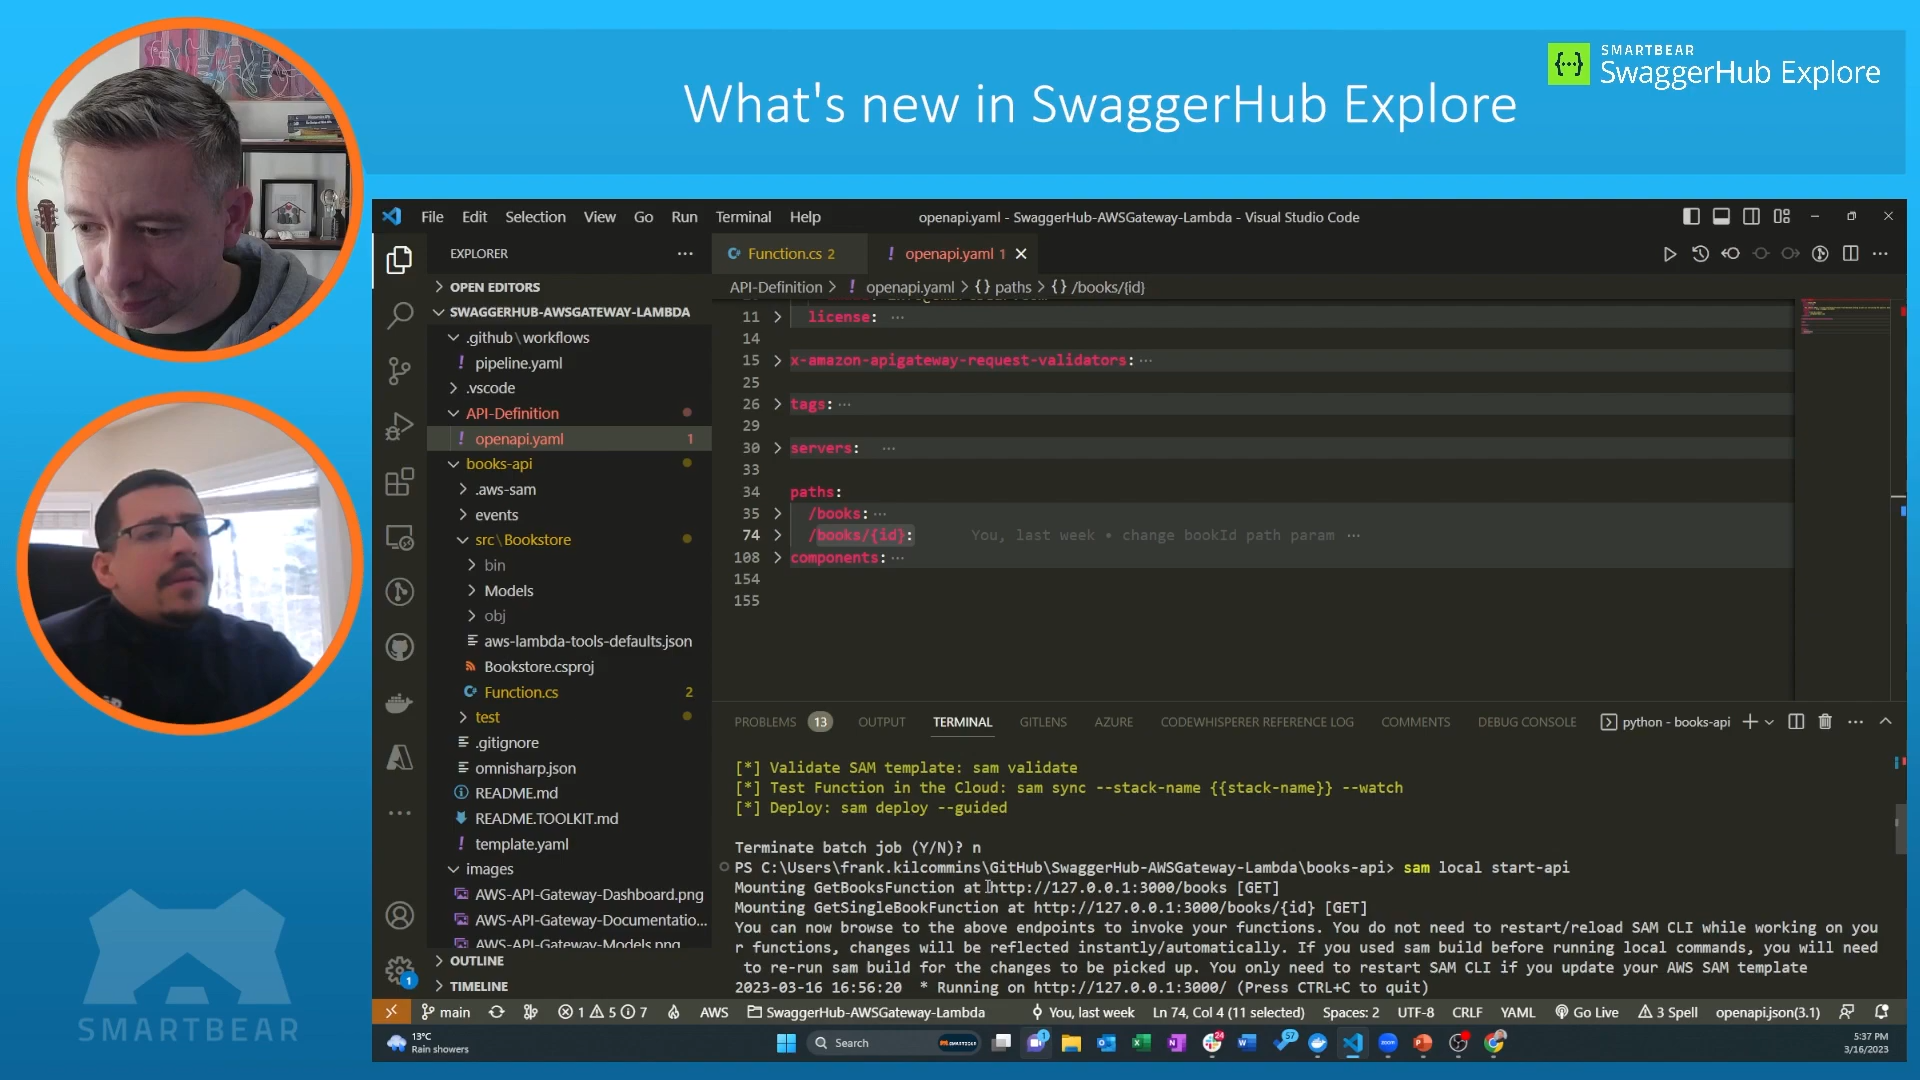 What's new in SwaggerHub Explore
SMARTBEAR
SwaggerHub Explore
File Edit Selection View Go Run Terminal Help
openapi.yaml - SwaggerHub-AWSGateway-Lambda - Visual Studio Code
EXPLORER
OPEN EDITORS
SWAGGERHUB-AWSGATEWAY-LAMBDA
.github\workflows
pipeline.yaml
.vscode
API-Definition
openapi.yaml 1
books-api
.aws-sam
events
src\Bookstore
bin
Models
obj
aws-lambda-tools-defaults.json
Bookstore.csproj
Function.cs 2
test
.gitignore
omnisharp.json
README.md
README.TOOLKIT.md
template.yaml
images
AWS-API-Gateway-Dashboard.png
AWS-API-Gateway-Documentatio...
AWS-API-Gateway-Models.png
OUTLINE
TIMELINE
1
Function.cs 2
openapi.yaml 1
API-Definition > openapi.yaml > {} paths > {} /books/{id}
11 license: ...
14
15 x-amazon-apigateway-request-validators: ...
25
26 tags: ...
29
30 servers: ...
33
34 paths:
35 /books: ...
74 /books/{id}: You, last week • change bookId path param ...
108 components: ...
154
155
PROBLEMS 13 OUTPUT TERMINAL GITLENS AZURE CODEWHISPERER REFERENCE LOG COMMENTS DEBUG CONSOLE python - books-api
[*] Validate SAM template: sam validate
[*] Test Function in the Cloud: sam sync --stack-name {{stack-name}} --watch
[*] Deploy: sam deploy --guided
Terminate batch job (Y/N)? n
PS C:\Users\frank.kilcommins\GitHub\SwaggerHub-AWSGateway-Lambda\books-api> sam local start-api
Mounting GetBooksFunction at http://127.0.0.1:3000/books [GET]
Mounting GetSingleBookFunction at http://127.0.0.1:3000/books/{id} [GET]
You can now browse to the above endpoints to invoke your functions. You do not need to restart/reload SAM CLI while working on you
r functions, changes will be reflected instantly/automatically. If you used sam build before running local commands, you will need
to re-run sam build for the changes to be picked up. You only need to restart SAM CLI if you update your AWS SAM template
2023-03-16 16:56:20 * Running on http://127.0.0.1:3000/ (Press CTRL+C to quit)
main 1 5 7 AWS SwaggerHub-AWSGateway-Lambda You, last week Ln 74, Col 4 (11 selected) Spaces: 2 UTF-8 CRLF YAML Go Live 3 Spell openapi.json(3.1)
13°C
Rain showers
Search
5:37 PM
3/16/2023
SMARTBEAR